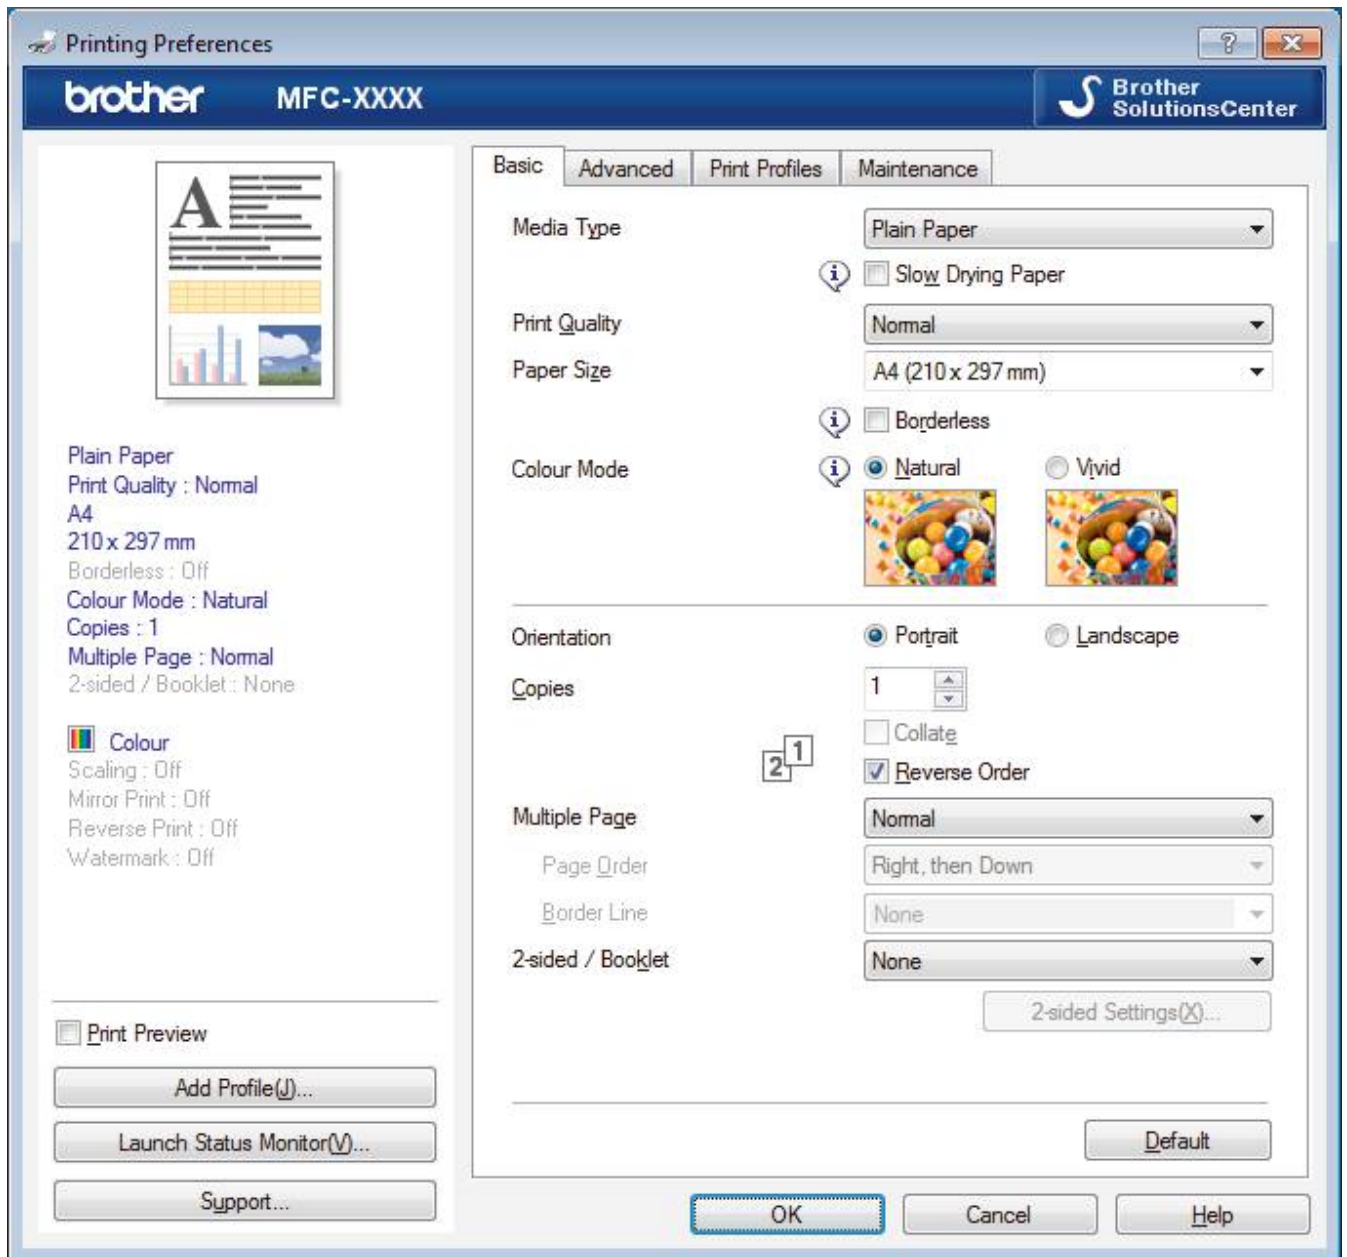 Printing Preferences
?
brother MFC-XXXX
Brother
SolutionsCenter
A
Plain Paper
Print Quality : Normal
A4
210 x 297 mm
Borderless : Off
Colour Mode : Natural
Copies : 1
Multiple Page : Normal
2-sided / Booklet : None
Colour
Scaling : Off
Mirror Print : Off
Reverse Print : Off
Watermark : Off
Print Preview
Add Profile(J)...
Launch Status Monitor(V)...
Support...
Basic Advanced Print Profiles Maintenance
Media Type Plain Paper
i Slow Drying Paper
Print Quality Normal
Paper Size A4 (210 x 297 mm)
i Borderless
Colour Mode i Natural Vivid
Orientation Portrait Landscape
Copies 1
Collate
2 1 Reverse Order
Multiple Page Normal
Page Order Right, then Down
Border Line None
2-sided / Booklet None
2-sided Settings(X)...
Default
OK Cancel Help